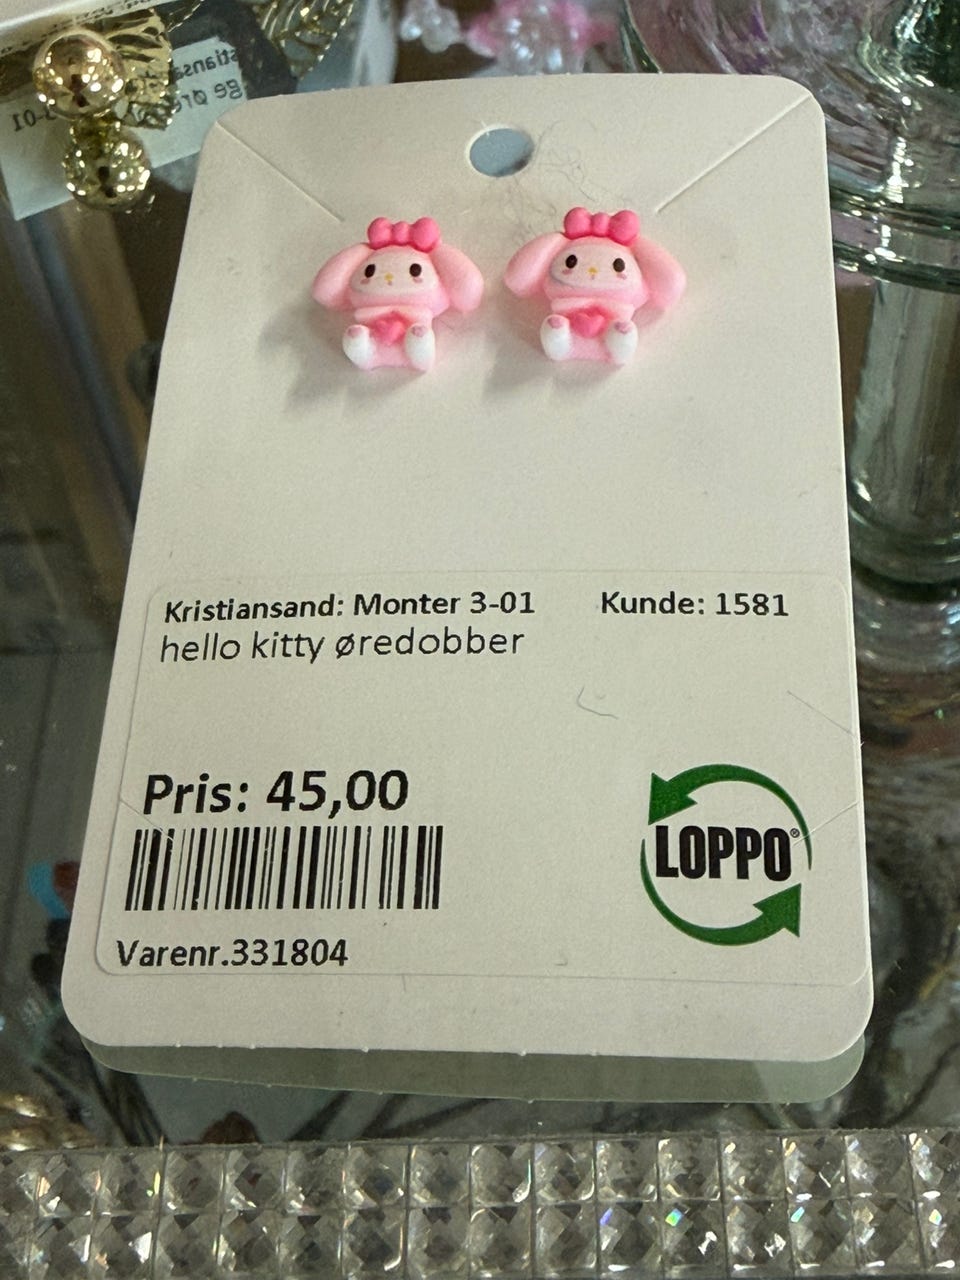 Kristiansand: Monter 3-01 Kunde: 1581
hello kitty øredobber
Pris: 45,00
LOPPO®
Varenr.331804